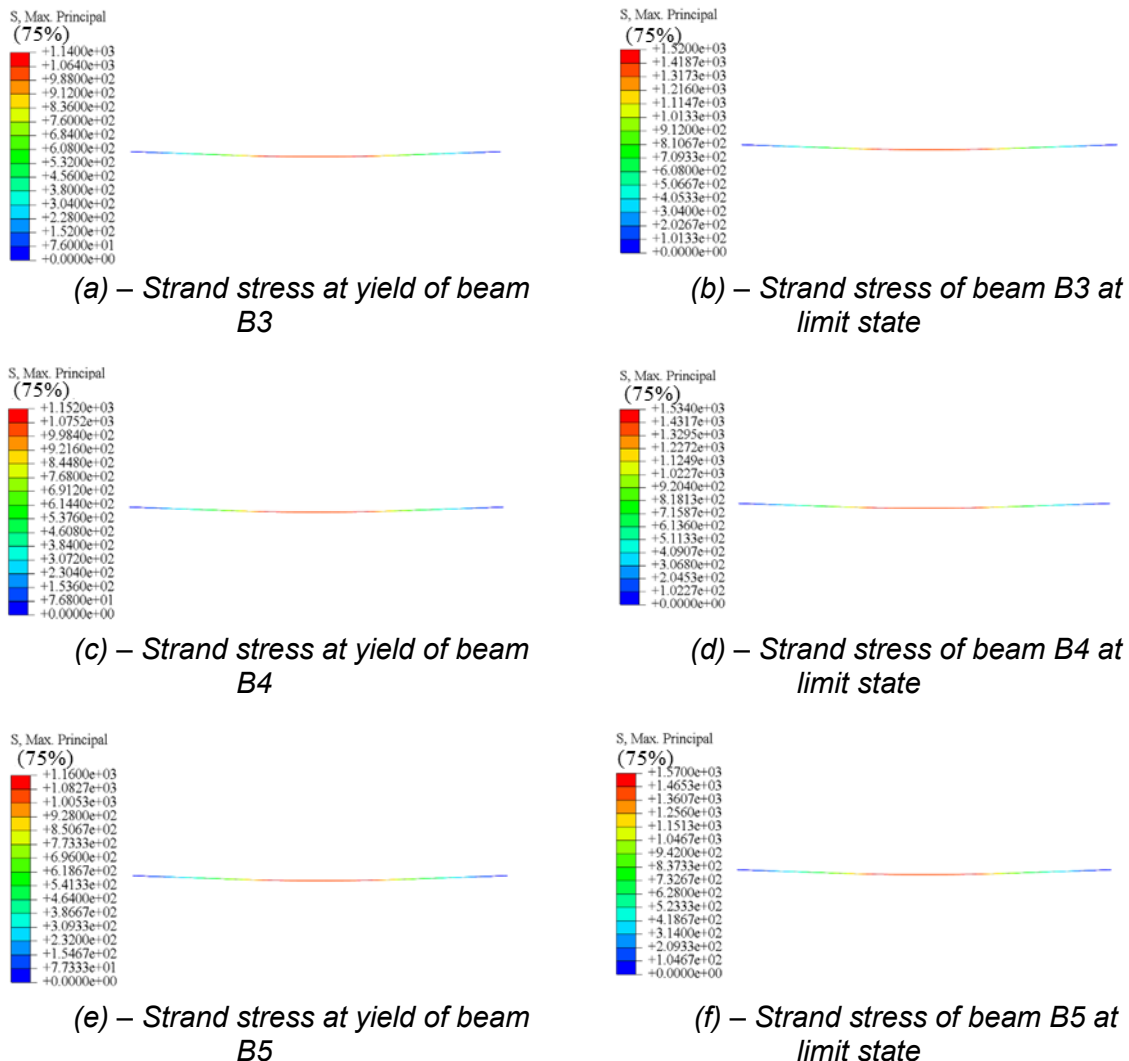 S, Max. Principal
(75%)
+1.1400e+03
+1.0640e+03
+9.8800e+02
+9.1200e+02
+8.3600e+02
+7.6000e+02
+6.8400e+02
+6.0800e+02
+5.3200e+02
+4.5600e+02
+3.8000e+02
+3.0400e+02
+2.2800e+02
+1.5200e+02
+7.6000e+01
+0.0000e+00
(a) – Strand stress at yield of beam
B3
S, Max. Principal
(75%)
+1.5200e+03
+1.4187e+03
+1.3173e+03
+1.2160e+03
+1.1147e+03
+1.0133e+03
+9.1200e+02
+8.1067e+02
+7.0933e+02
+6.0800e+02
+5.0667e+02
+4.0533e+02
+3.0400e+02
+2.0267e+02
+1.0133e+02
+0.0000e+00
(b) – Strand stress of beam B3 at
limit state
S, Max. Principal
(75%)
+1.1520e+03
+1.0752e+03
+9.9840e+02
+9.2160e+02
+8.4480e+02
+7.6800e+02
+6.9120e+02
+6.1440e+02
+5.3760e+02
+4.6080e+02
+3.8400e+02
+3.0720e+02
+2.3040e+02
+1.5360e+02
+7.6800e+01
+0.0000e+00
(c) – Strand stress at yield of beam
B4
S, Max. Principal
(75%)
+1.5340e+03
+1.4317e+03
+1.3295e+03
+1.2272e+03
+1.1249e+03
+1.0227e+03
+9.2040e+02
+8.1813e+02
+7.1587e+02
+6.1360e+02
+5.1133e+02
+4.0907e+02
+3.0680e+02
+2.0453e+02
+1.0227e+02
+0.0000e+00
(d) – Strand stress of beam B4 at
limit state
S, Max. Principal
(75%)
+1.1600e+03
+1.0827e+03
+1.0053e+03
+9.2800e+02
+8.5067e+02
+7.7333e+02
+6.9600e+02
+6.1867e+02
+5.4133e+02
+4.6400e+02
+3.8667e+02
+3.0933e+02
+2.3200e+02
+1.5467e+02
+7.7333e+01
+0.0000e+00
(e) – Strand stress at yield of beam
B5
S, Max. Principal
(75%)
+1.5700e+03
+1.4653e+03
+1.3607e+03
+1.2560e+03
+1.1513e+03
+1.0467e+03
+9.4200e+02
+8.3733e+02
+7.3267e+02
+6.2800e+02
+5.2333e+02
+4.1867e+02
+3.1400e+02
+2.0933e+02
+1.0467e+02
+0.0000e+00
(f) – Strand stress of beam B5 at
limit state